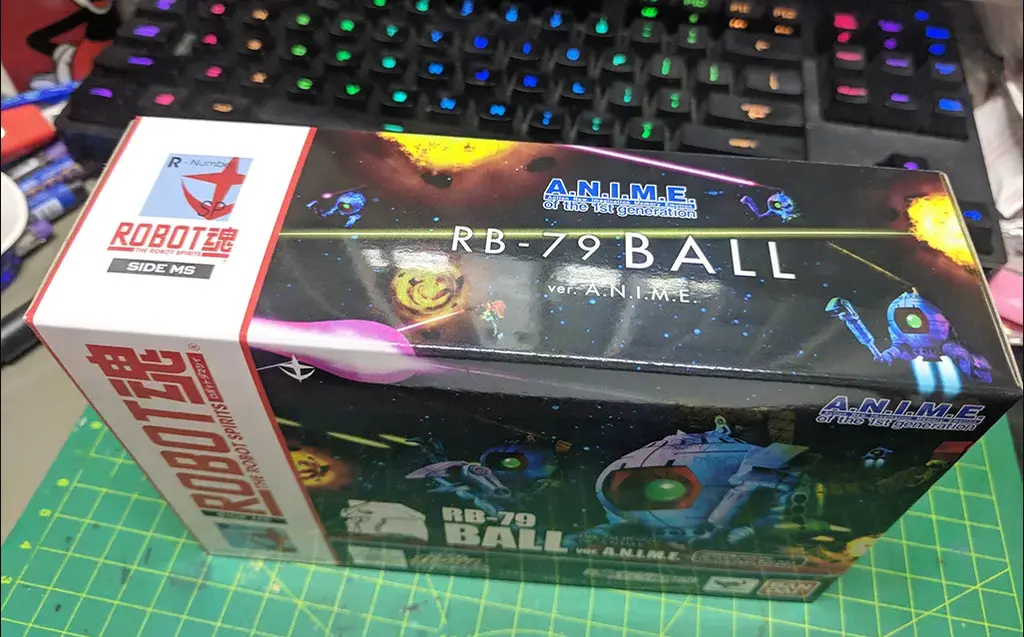 R-Number
SP
ROBOT魂
THE ROBOT SPIRITS
SIDE MS
A.N.I.M.E.
of the 1st generation
RB-79 BALL
ver. A.N.I.M.E.
ROBOT魂
THE ROBOT SPIRITS
A.N.I.M.E.
of the 1st generation
RB-79
BALL
ver. A.N.I.M.E.